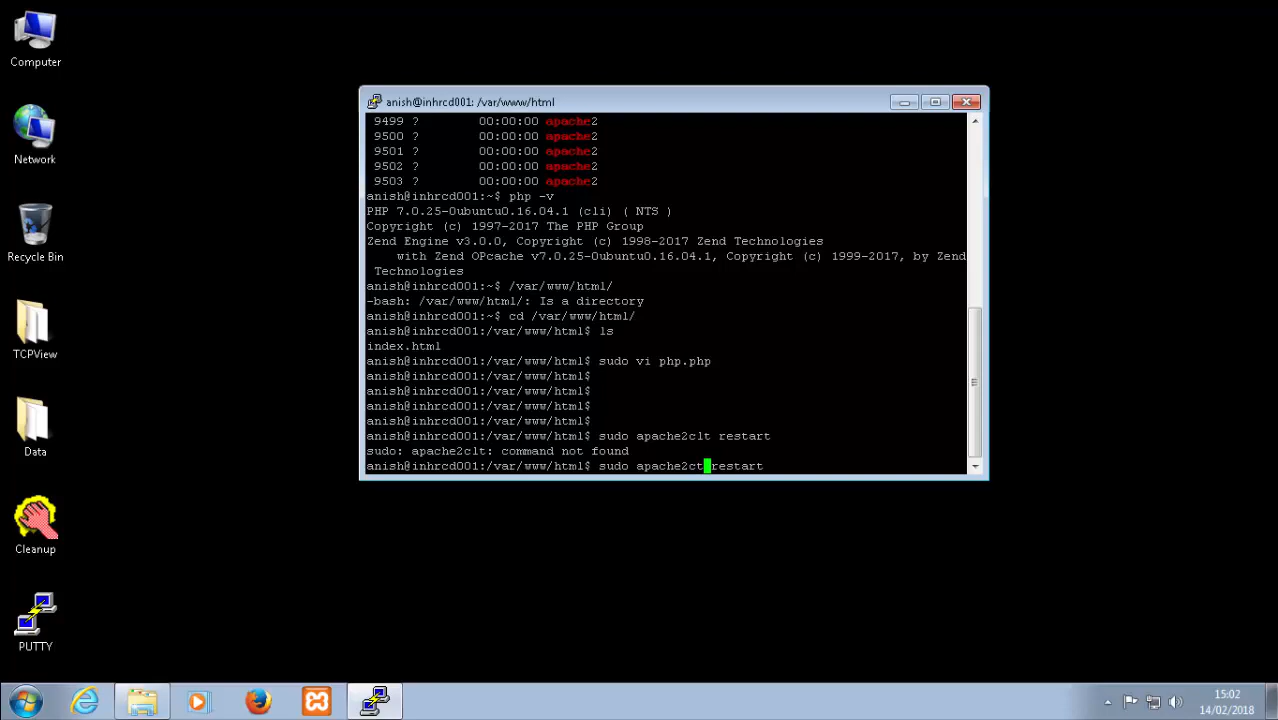 Computer
Network
Recycle Bin
TCPView
Data
Cleanup
PUTTY
anish@inhrcd001: /var/www/html
9499 ? 00:00:00 apache2
9500 ? 00:00:00 apache2
9501 ? 00:00:00 apache2
9502 ? 00:00:00 apache2
9503 ? 00:00:00 apache2
anish@inhrcd001:~$ php -v
PHP 7.0.25-0ubuntu0.16.04.1 (cli) ( NTS )
Copyright (c) 1997-2017 The PHP Group
Zend Engine v3.0.0, Copyright (c) 1998-2017 Zend Technologies
with Zend OPcache v7.0.25-0ubuntu0.16.04.1, Copyright (c) 1999-2017, by Zend
Technologies
anish@inhrcd001:~$ /var/www/html/
-bash: /var/www/html/: Is a directory
anish@inhrcd001:~$ cd /var/www/html/
anish@inhrcd001:/var/www/html$ ls
index.html
anish@inhrcd001:/var/www/html$ sudo vi php.php
anish@inhrcd001:/var/www/html$
anish@inhrcd001:/var/www/html$
anish@inhrcd001:/var/www/html$
anish@inhrcd001:/var/www/html$
anish@inhrcd001:/var/www/html$ sudo apache2clt restart
sudo: apache2clt: command not found
anish@inhrcd001:/var/www/html$ sudo apache2ct restart
15:02
14/02/2018